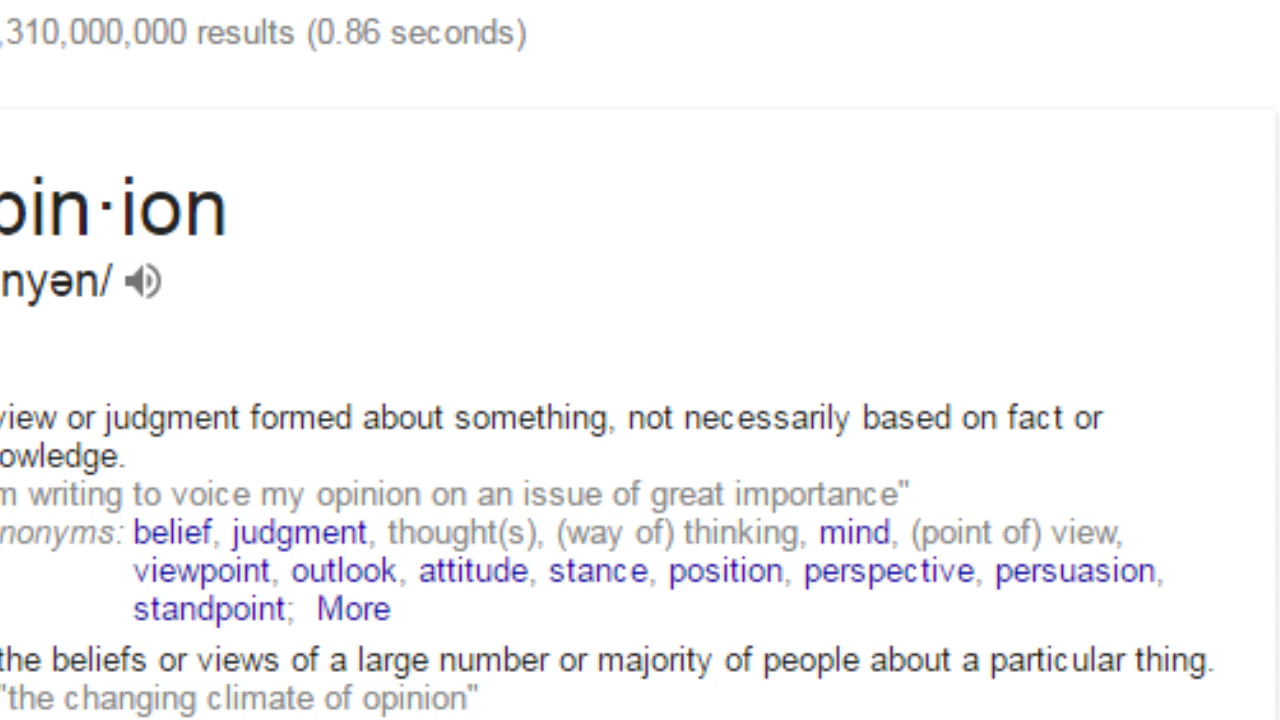 ,310,000,000 results (0.86 seconds)
pin·ion
nyən/
view or judgment formed about something, not necessarily based on fact or
owledge.
m writing to voice my opinion on an issue of great importance"
nonyms: belief, judgment, thought(s), (way of) thinking, mind, (point of) view,
viewpoint, outlook, attitude, stance, position, perspective, persuasion,
standpoint; More
the beliefs or views of a large number or majority of people about a particular thing.
"the changing climate of opinion"